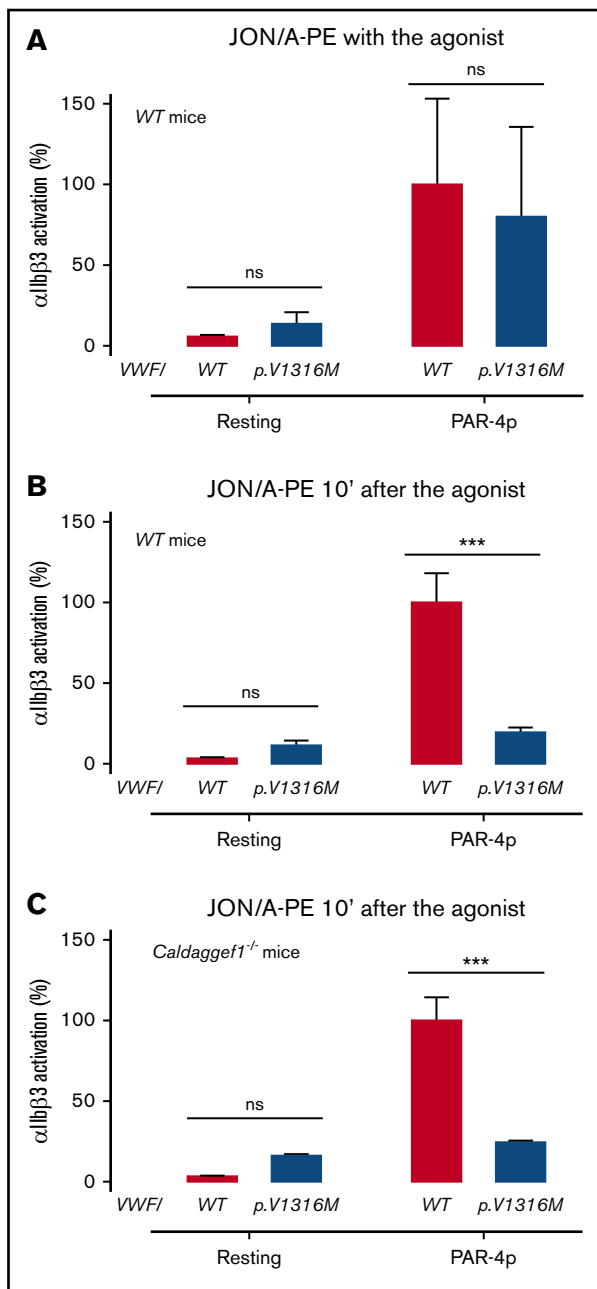 A
JON/A-PE with the agonist
αIIbβ3 activation (%)
150
100
50
0
WT mice
ns
ns
VWF/ WT p.V1316M WT p.V1316M
Resting PAR-4p
B
JON/A-PE 10' after the agonist
αIIbβ3 activation (%)
150
100
50
0
WT mice
ns
***
VWF/ WT p.V1316M WT p.V1316M
Resting PAR-4p
C
JON/A-PE 10' after the agonist
αIIbβ3 activation (%)
150
100
50
0
Caldaggef1-/- mice
ns
***
VWF/ WT p.V1316M WT p.V1316M
Resting PAR-4p